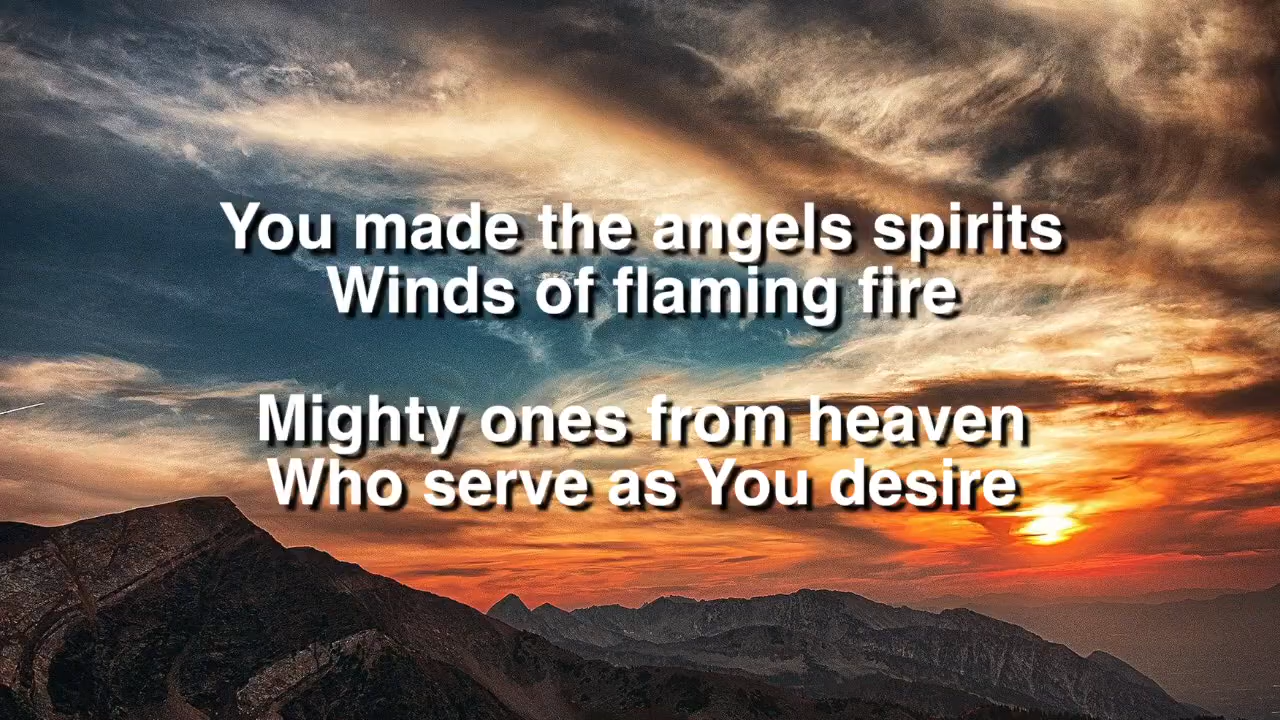 You made the angels spirits
Winds of flaming fire
Mighty ones from heaven
Who serve as You desire